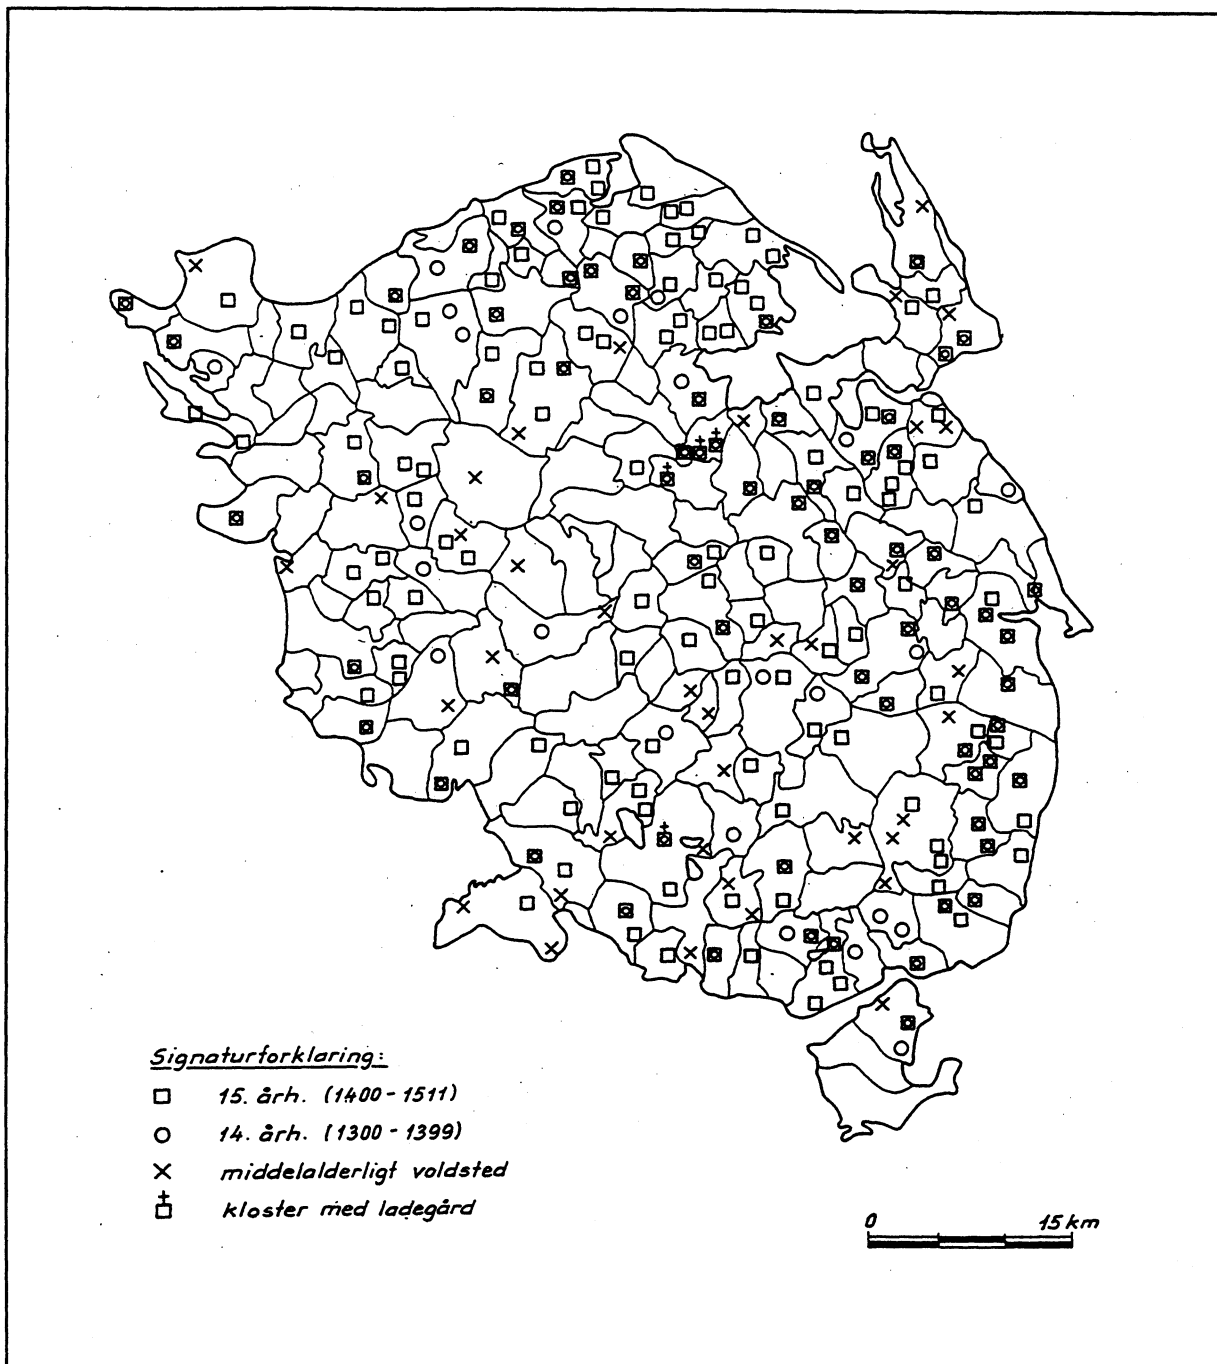 Signaturforklaring:
15. årh. (1400 - 1511)
14. årh. (1300 - 1399)
middelalderligt voldsted
kloster med ladegård
0 15 km